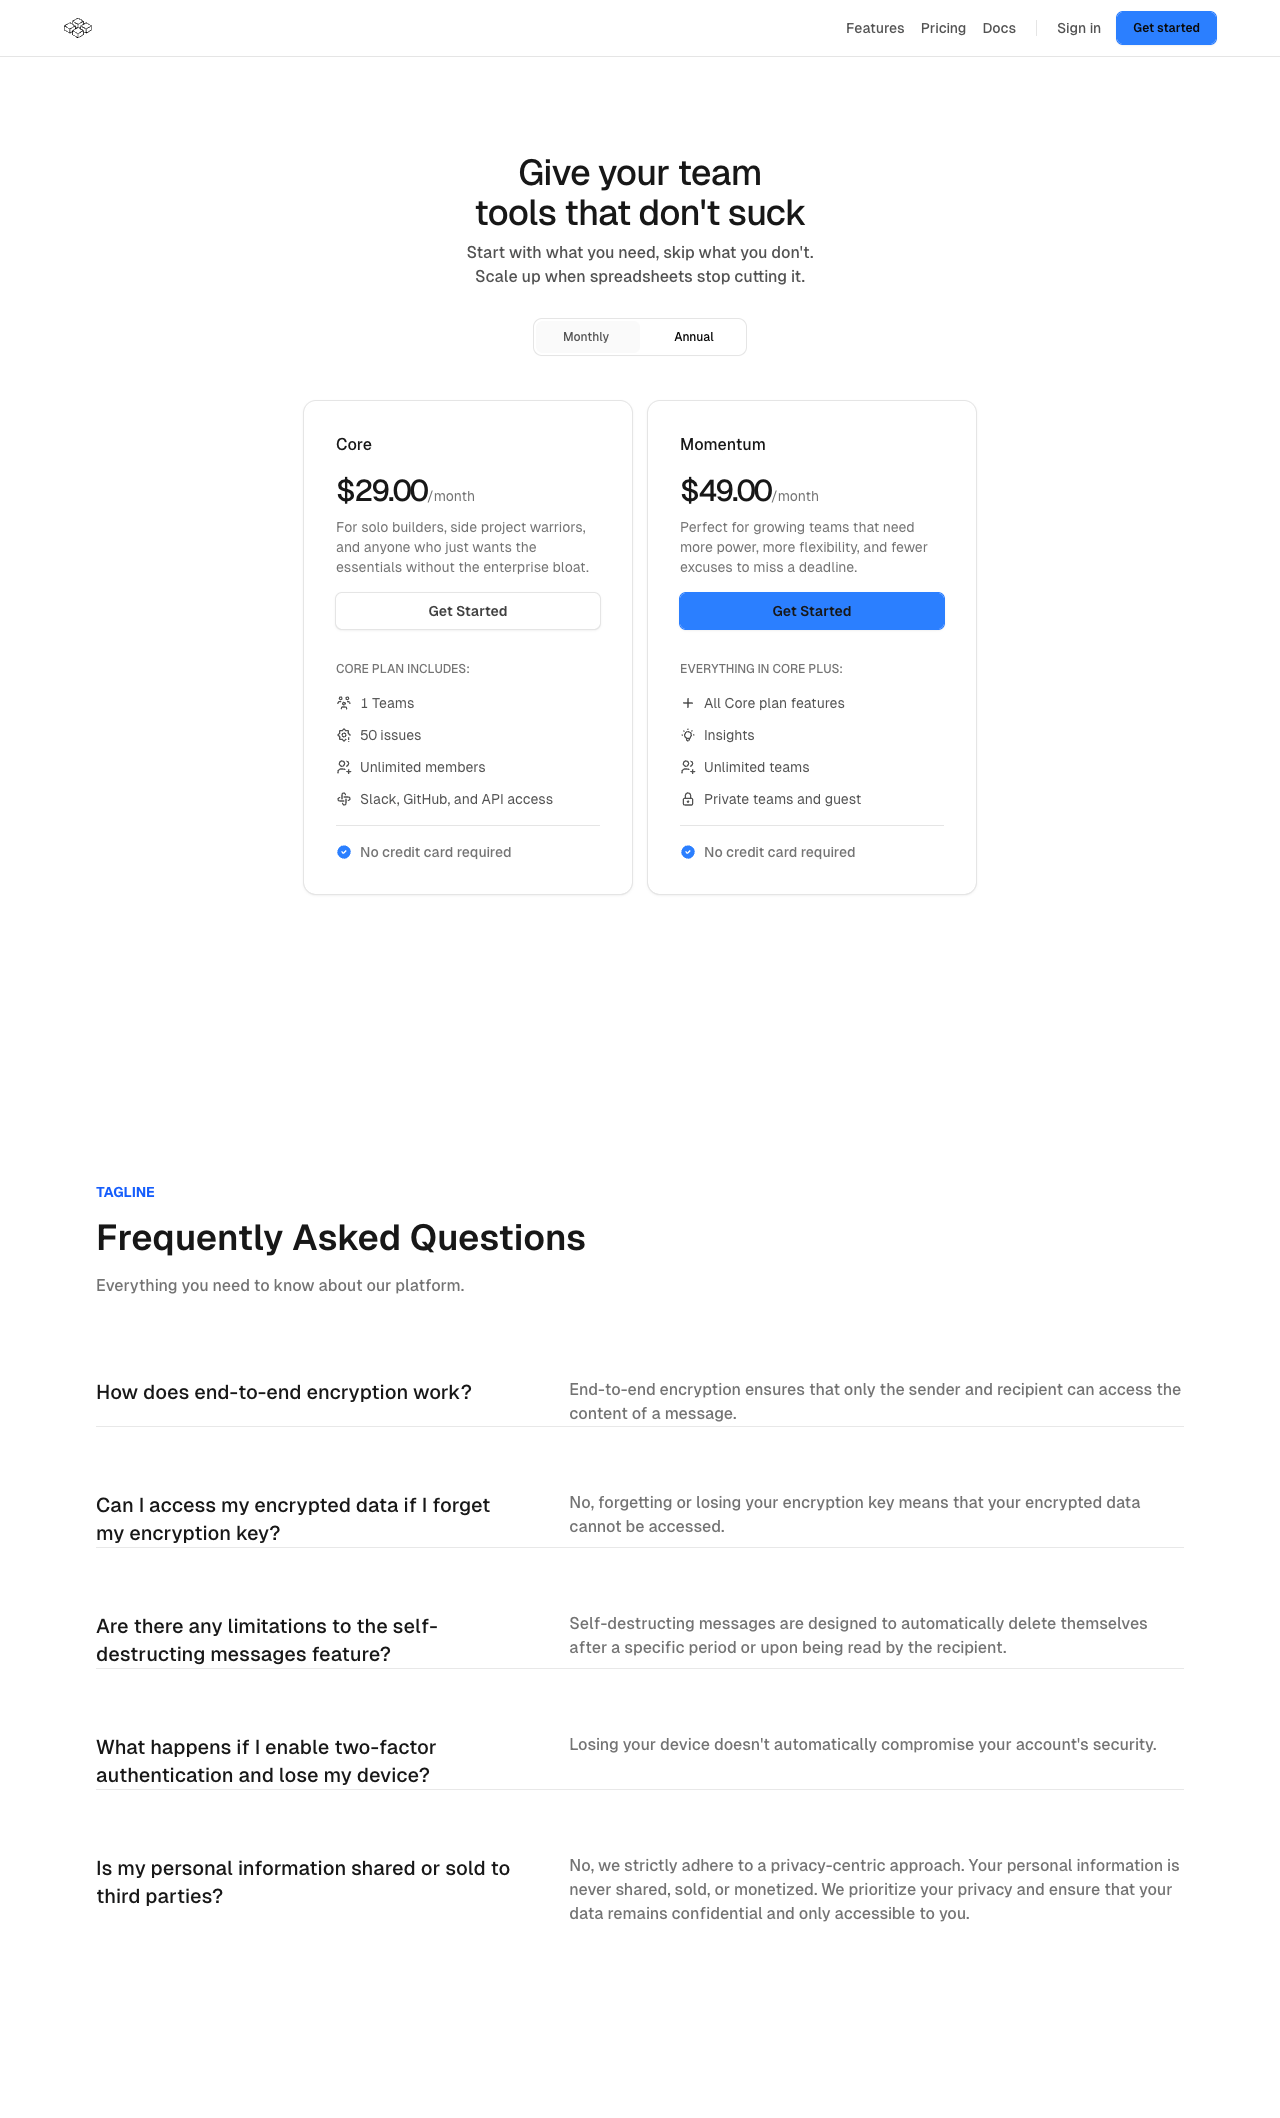 Features Pricing Docs Sign in Get started
Give your team
tools that don't suck
Start with what you need, skip what you don't.
Scale up when spreadsheets stop cutting it.
Monthly Annual
Core
$29.00/month
For solo builders, side project warriors,
and anyone who just wants the
essentials without the enterprise bloat.
Get Started
CORE PLAN INCLUDES:
1 Teams
50 issues
Unlimited members
Slack, GitHub, and API access
No credit card required
Momentum
$49.00/month
Perfect for growing teams that need
more power, more flexibility, and fewer
excuses to miss a deadline.
Get Started
EVERYTHING IN CORE PLUS:
All Core plan features
Insights
Unlimited teams
Private teams and guest
No credit card required
TAGLINE
Frequently Asked Questions
Everything you need to know about our platform.
How does end-to-end encryption work?
End-to-end encryption ensures that only the sender and recipient can access the
content of a message.
Can I access my encrypted data if I forget
my encryption key?
No, forgetting or losing your encryption key means that your encrypted data
cannot be accessed.
Are there any limitations to the self-
destructing messages feature?
Self-destructing messages are designed to automatically delete themselves
after a specific period or upon being read by the recipient.
What happens if I enable two-factor
authentication and lose my device?
Losing your device doesn't automatically compromise your account's security.
Is my personal information shared or sold to
third parties?
No, we strictly adhere to a privacy-centric approach. Your personal information is
never shared, sold, or monetized. We prioritize your privacy and ensure that your
data remains confidential and only accessible to you.